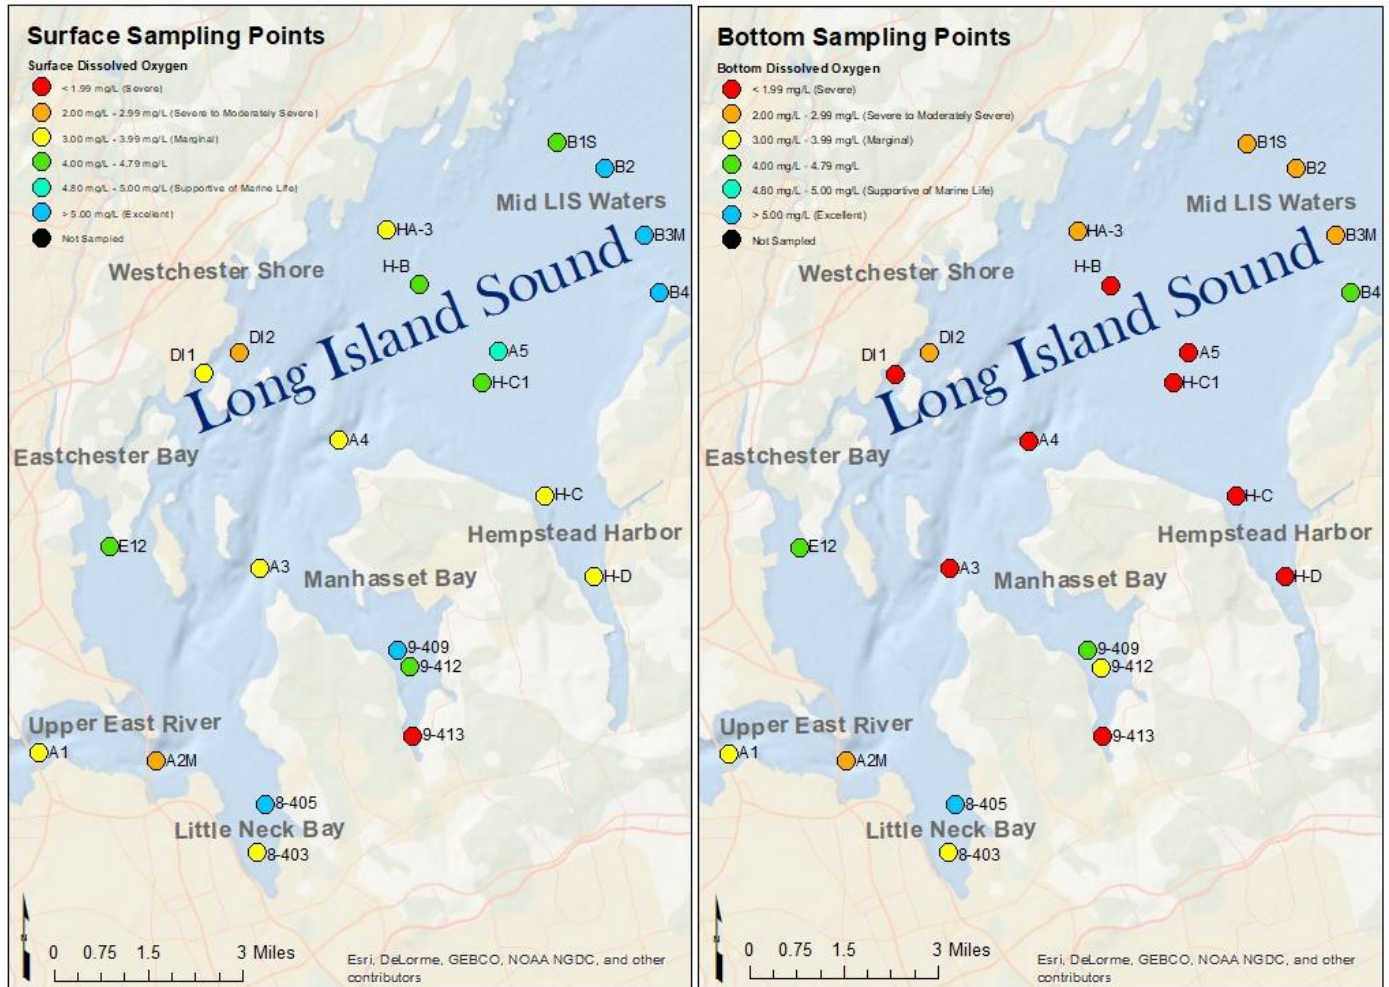 Surface Sampling Points
Surface Dissolved Oxygen
< 1.99 mg/L (Severe)
2.00 mg/L - 2.99 mg/L (Severe to Moderately Severe)
3.00 mg/L - 3.99 mg/L (Marginal)
4.00 mg/L - 4.79 mg/L
4.80 mg/L - 5.00 mg/L (Supportive of Marine Life)
> 5.00 mg/L (Excellent)
Not Sampled
B1S
B2
Mid LIS Waters
HA-3
B3M
H-B
Westchester Shore
B4
Long Island Sound
DI2
DI1
A5
H-C1
A4
Eastchester Bay
H-C
Hempstead Harbor
E12
A3
Manhasset Bay
H-D
9-409
9-412
Upper East River
9-413
A1
A2M
8-405
Little Neck Bay
8-403
N
0 0.75 1.5 3 Miles
Esri, DeLorme, GEBCO, NOAA NGDC, and other
contributors
Bottom Sampling Points
Bottom Dissolved Oxygen
< 1.99 mg/L (Severe)
2.00 mg/L - 2.99 mg/L (Severe to Moderately Severe)
3.00 mg/L - 3.99 mg/L (Marginal)
4.00 mg/L - 4.79 mg/L
4.80 mg/L - 5.00 mg/L (Supportive of Marine Life)
> 5.00 mg/L (Excellent)
Not Sampled
B1S
B2
Mid LIS Waters
HA-3
B3M
H-B
Westchester Shore
B4
Long Island Sound
DI2
DI1
A5
H-C1
A4
Eastchester Bay
H-C
Hempstead Harbor
E12
A3
Manhasset Bay
H-D
9-409
9-412
Upper East River
9-413
A1
A2M
8-405
Little Neck Bay
8-403
N
0 0.75 1.5 3 Miles
Esri, DeLorme, GEBCO, NOAA NGDC, and other
contributors